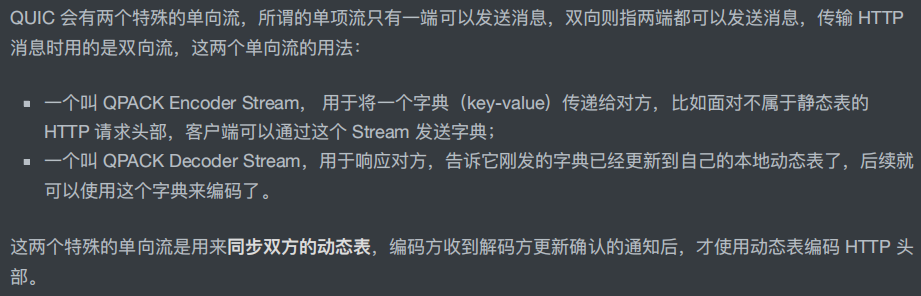 QUIC 会有两个特殊的单向流，所谓的单项流只有一端可以发送消息，双向则指两端都可以发送消息，传输 HTTP
消息时用的是双向流，这两个单向流的用法：
▪ 一个叫 QPACK Encoder Stream， 用于将一个字典（key-value）传递给对方，比如面对不属于静态表的
HTTP 请求头部，客户端可以通过这个 Stream 发送字典；
▪ 一个叫 QPACK Decoder Stream，用于响应对方，告诉它刚发的字典已经更新到自己的本地动态表了，后续就
可以使用这个字典来编码了。
这两个特殊的单向流是用来同步双方的动态表，编码方收到解码方更新确认的通知后，才使用动态表编码 HTTP 头
部。